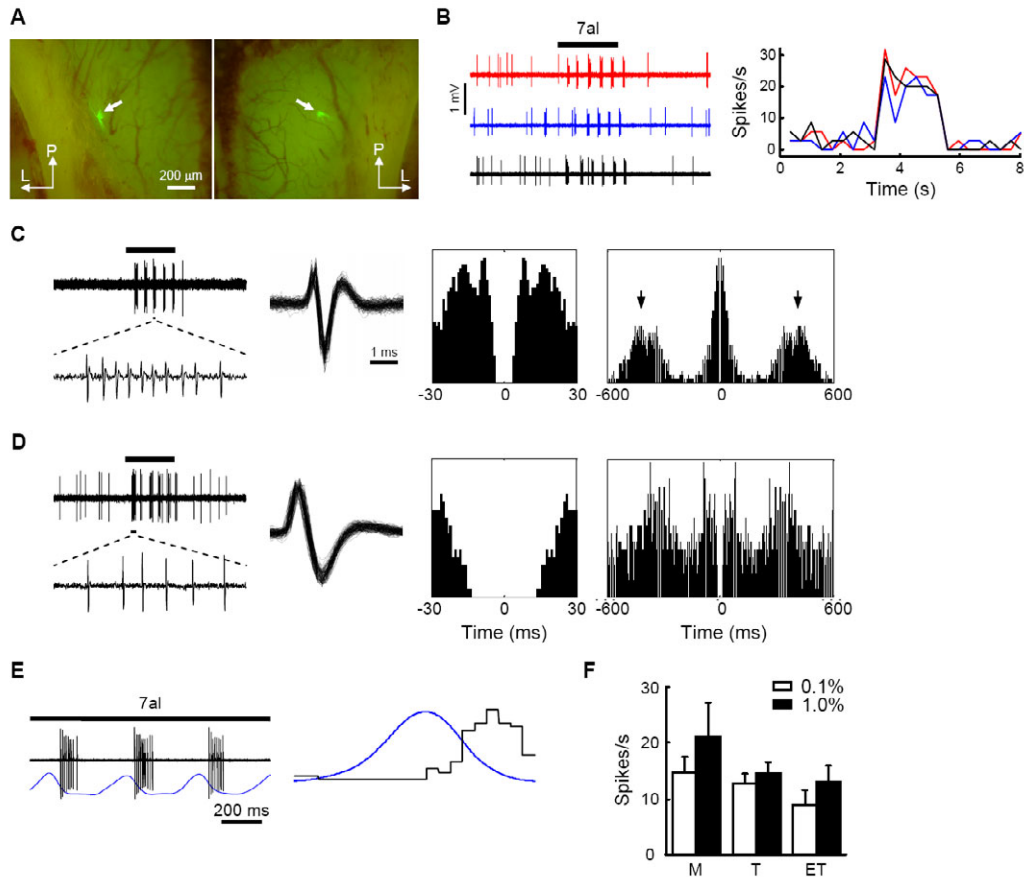 A
P
L
200 µm
P
L
B
7al
1 mV
Spikes/s
30
20
10
0
0 2 4 6 8
Time (s)
C
1 ms
-30 0 30
-600 0 600
D
-30 0 30
Time (ms)
-600 0 600
Time (ms)
E
7al
200 ms
F
0.1%
1.0%
Spikes/s
30
20
10
0
M T ET